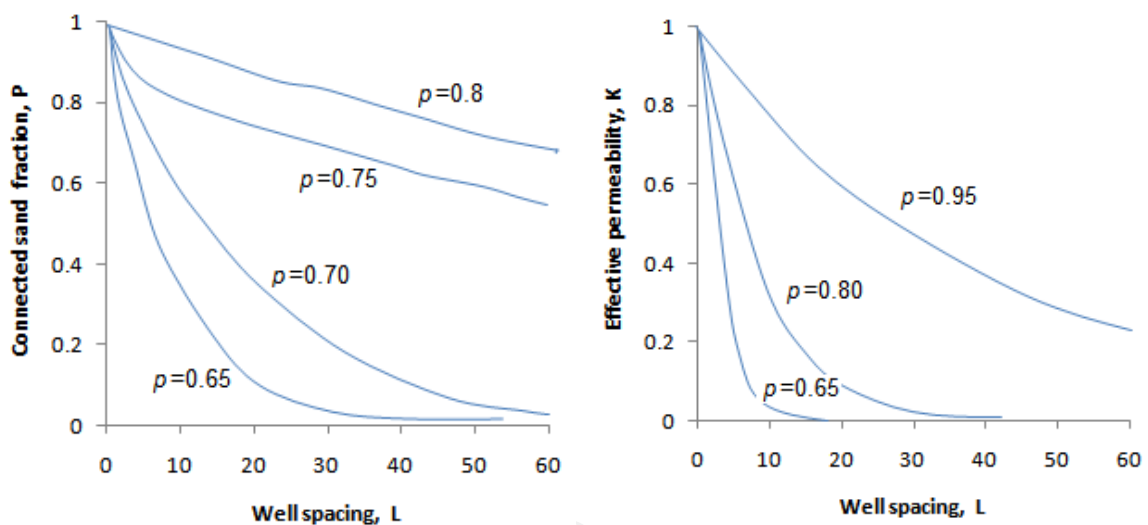 Connected sand fraction, P
1
0.8
0.6
0.4
0.2
0
0 10 20 30 40 50 60
Well spacing, L
p=0.8
p=0.75
p=0.70
p=0.65
Effective permeability, K
1
0.8
0.6
0.4
0.2
0
0 10 20 30 40 50 60
Well spacing, L
p=0.95
p=0.80
p=0.65